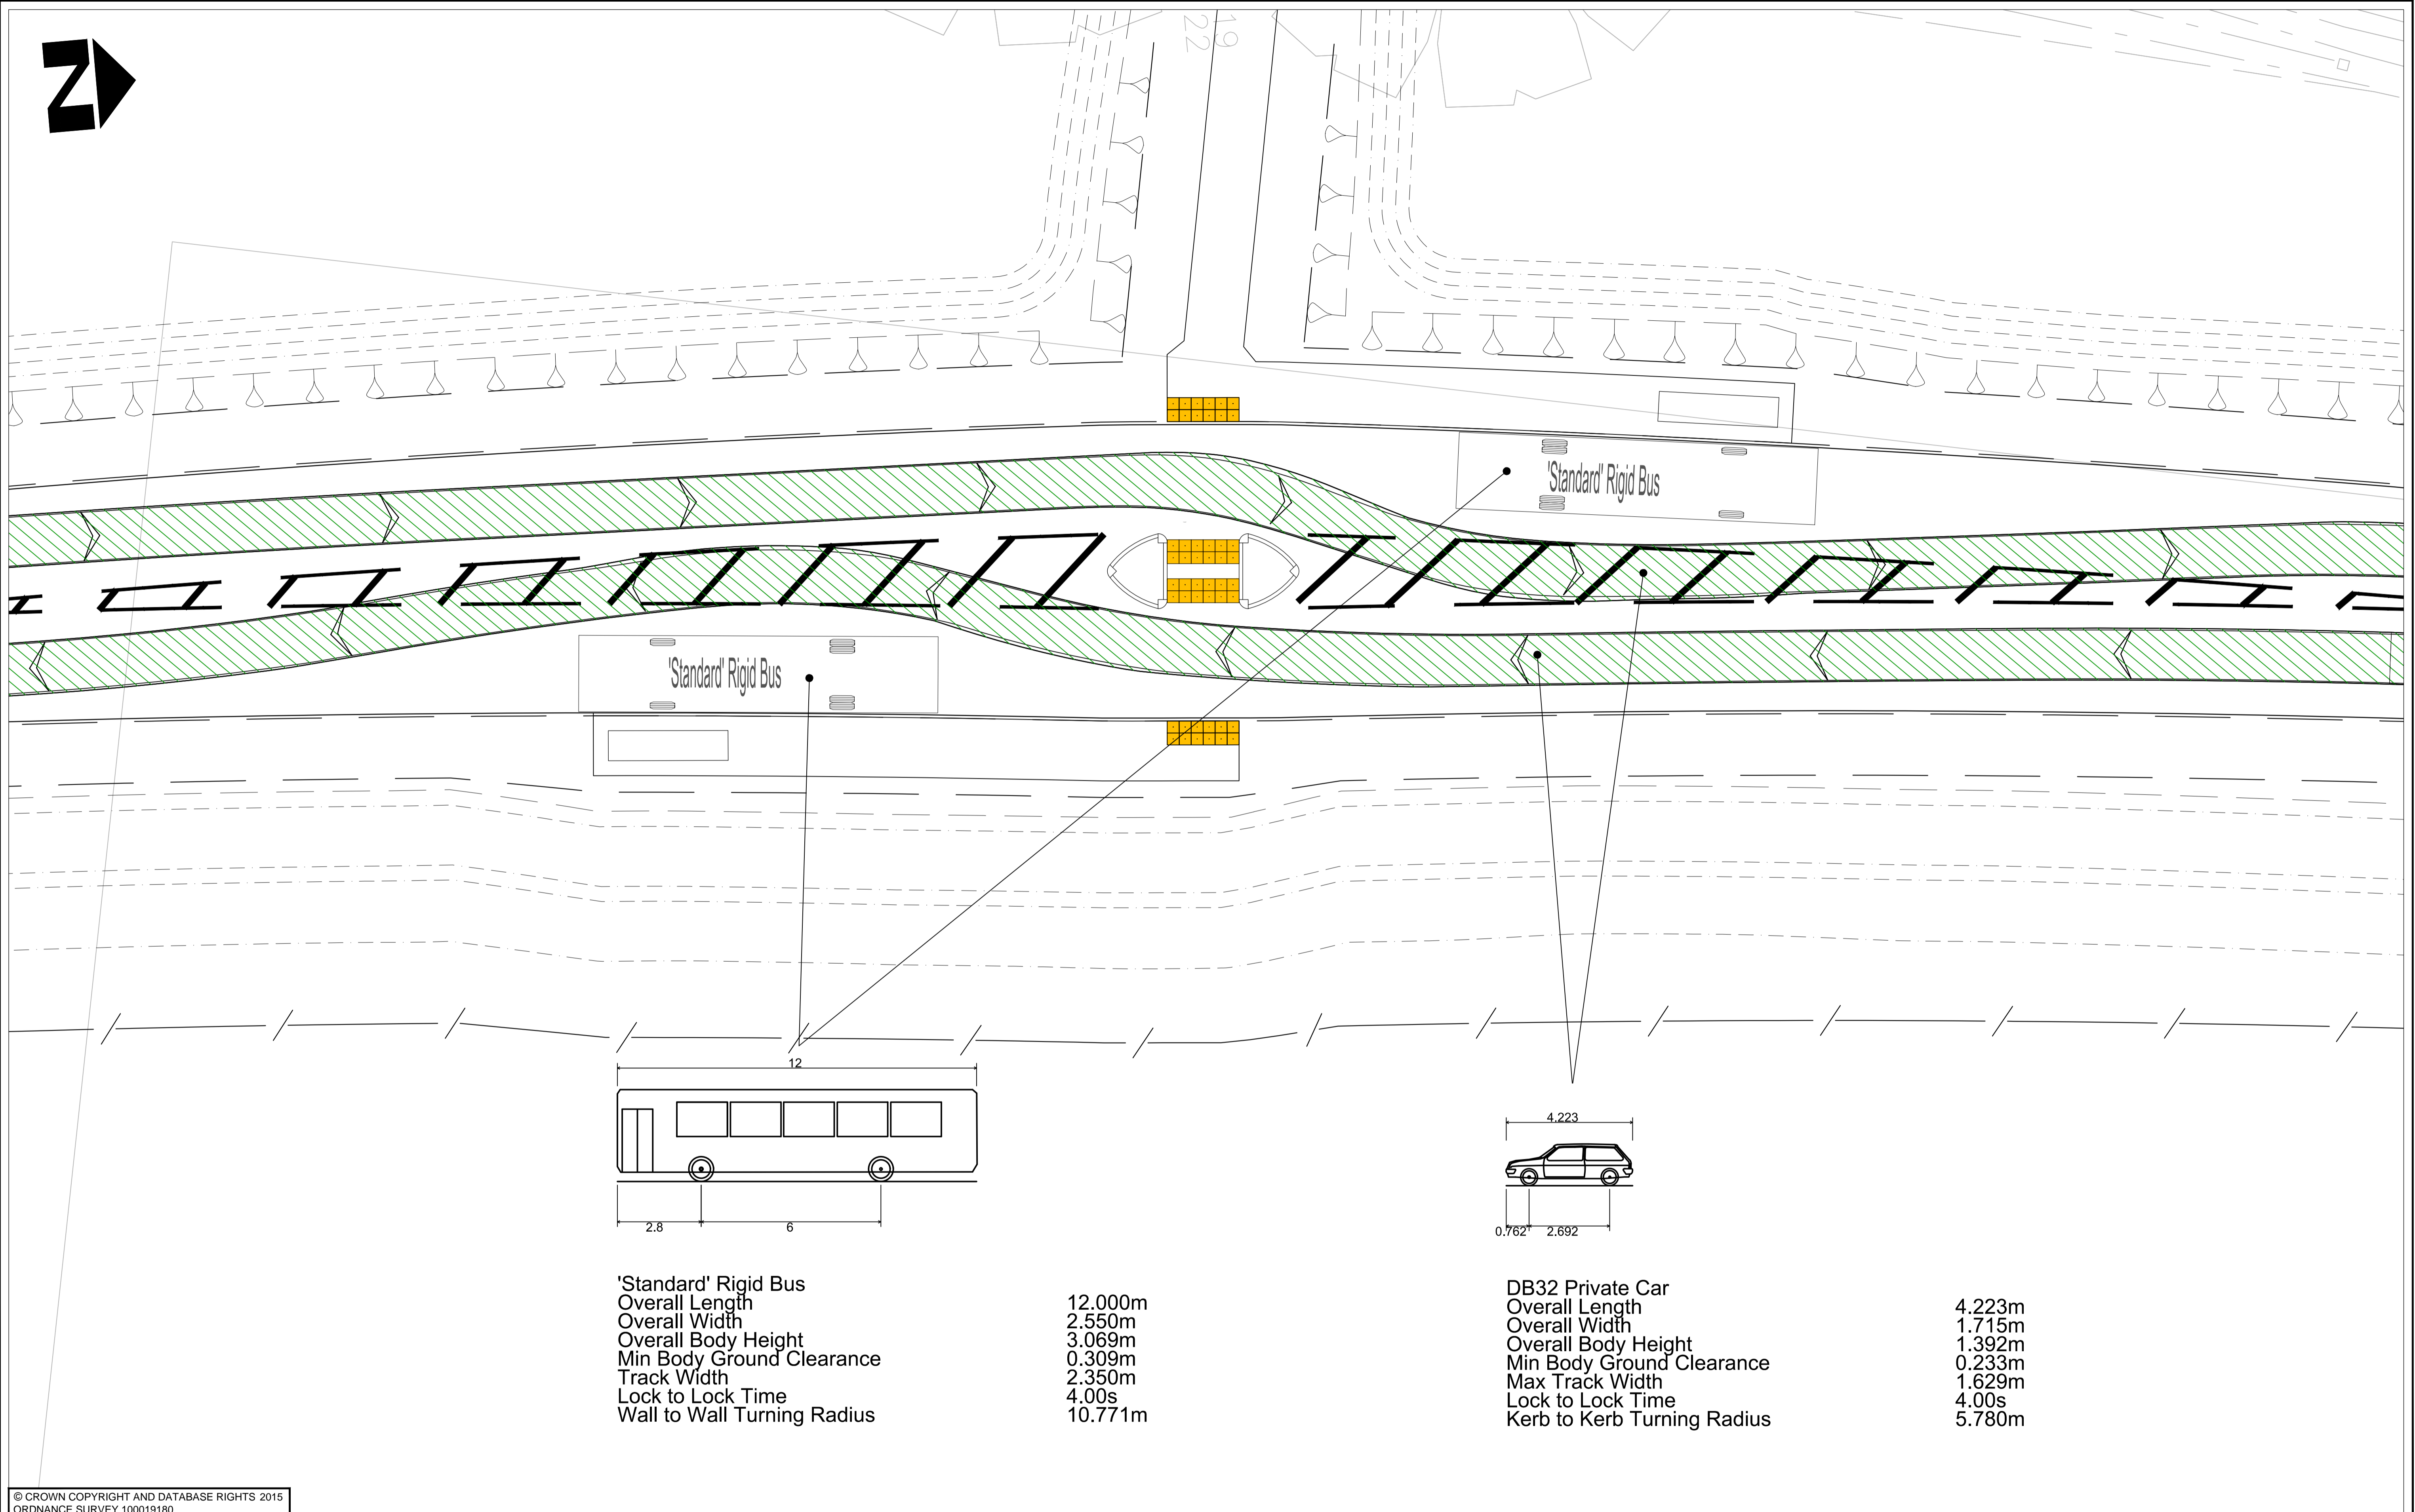 Z
92
'Standard' Rigid Bus
'Standard' Rigid Bus
12
2.8 6
4.223
0.762 2.692
'Standard' Rigid Bus
Overall Length 12.000m
Overall Width 2.550m
Overall Body Height 3.069m
Min Body Ground Clearance 0.309m
Track Width 2.350m
Lock to Lock Time 4.00s
Wall to Wall Turning Radius 10.771m
DB32 Private Car
Overall Length 4.223m
Overall Width 1.715m
Overall Body Height 1.392m
Min Body Ground Clearance 0.233m
Max Track Width 1.629m
Lock to Lock Time 4.00s
Kerb to Kerb Turning Radius 5.780m
© CROWN COPYRIGHT AND DATABASE RIGHTS 2015
ORDNANCE SURVEY 100019180